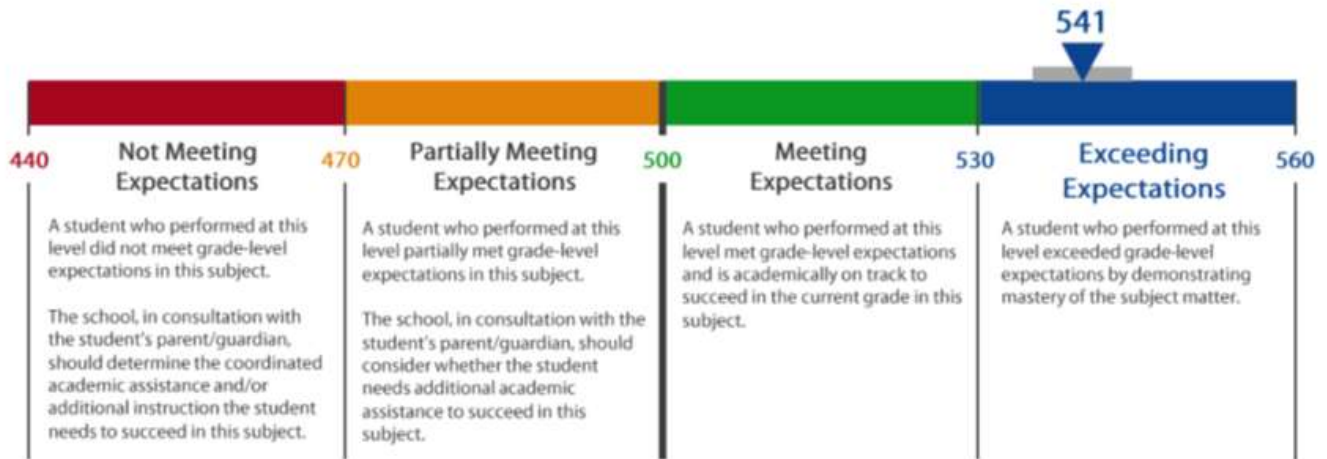 541
440
Not Meeting
Expectations
470
Partially Meeting
Expectations
500
Meeting
Expectations
530
Exceeding
Expectations
560
A student who performed at this
level did not meet grade-level
expectations in this subject.
The school, in consultation with
the student's parent/guardian,
should determine the coordinated
academic assistance and/or
additional instruction the student
needs to succeed in this subject.
A student who performed at this
level partially met grade-level
expectations in this subject.
The school, in consultation with the
student's parent/guardian, should
consider whether the student
needs additional academic
assistance to succeed in this
subject.
A student who performed at this
level met grade-level expectations
and is academically on track to
succeed in the current grade in this
subject.
A student who performed at this
level exceeded grade-level
expectations by demonstrating
mastery of the subject matter.